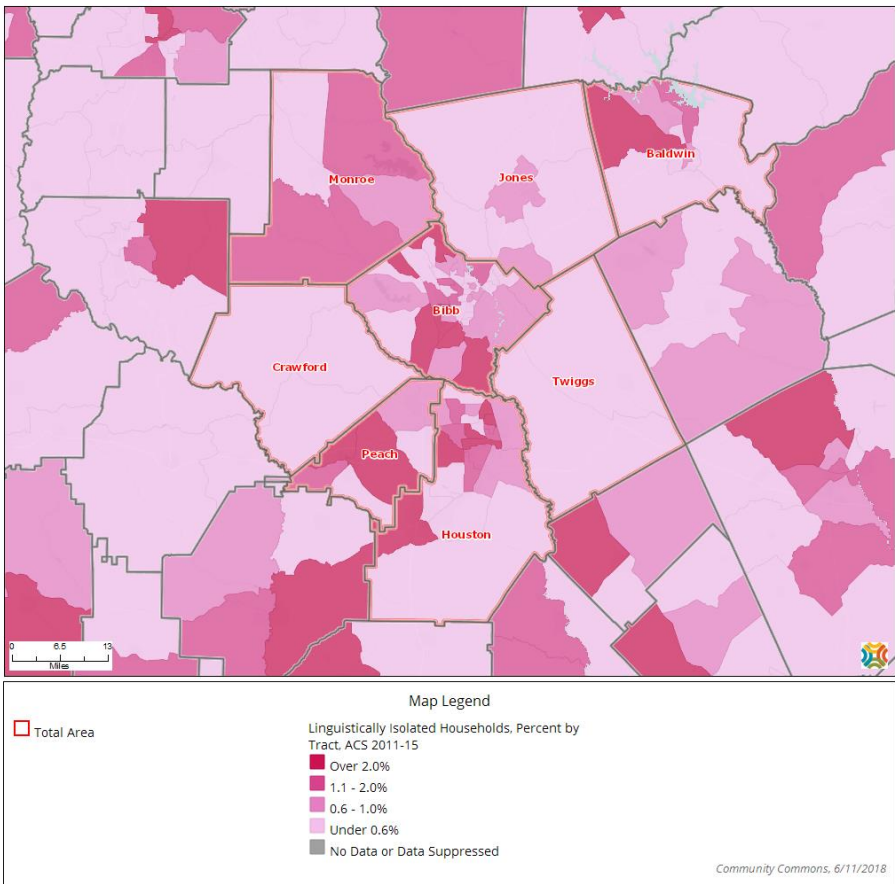 Monroe
Jones
Baldwin
Bibb
Crawford
Twiggs
Peach
Houston
0 6.5 13
Miles
Map Legend
Total Area
Linguistically Isolated Households, Percent by
Tract, ACS 2011-15
Over 2.0%
1.1 - 2.0%
0.6 - 1.0%
Under 0.6%
No Data or Data Suppressed
Community Commons, 6/11/2018